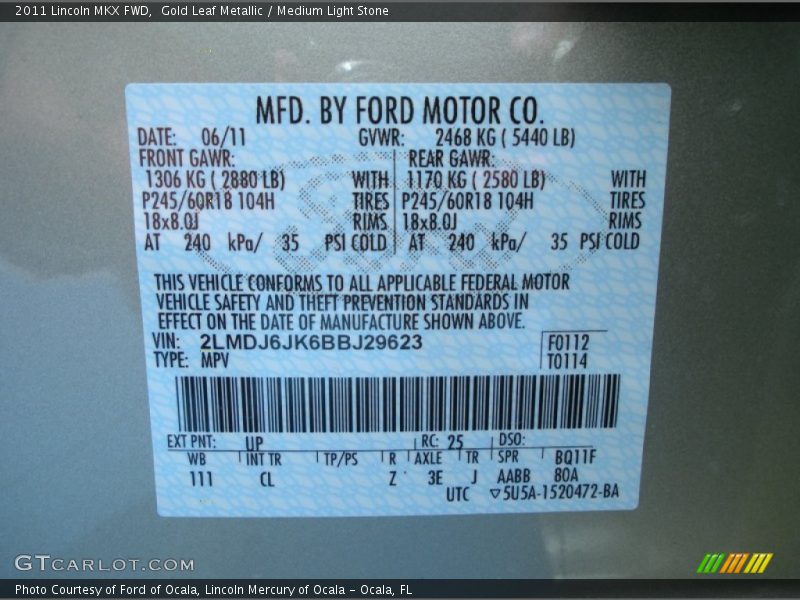 2011 Lincoln MKX FWD,  Gold Leaf Metallic / Medium Light Stone
MFD. BY FORD MOTOR CO.
DATE: 06/11 GVWR: 2468 KG ( 5440 LB)
FRONT GAWR: REAR GAWR:
1306 KG ( 2880 LB) WITH 1170 KG ( 2580 LB) WITH
P245/60R18 104H TIRES P245/60R18 104H TIRES
18x8.0J RIMS 18x8.0J RIMS
AT 240 kPa/ 35 PSI COLD AT 240 kPa/ 35 PSI COLD
THIS VEHICLE CONFORMS TO ALL APPLICABLE FEDERAL MOTOR
VEHICLE SAFETY AND THEFT PREVENTION STANDARDS IN
EFFECT ON THE DATE OF MANUFACTURE SHOWN ABOVE.
VIN: 2LMDJ6JK6BBJ29623 F0112
TYPE: MPV T0114
EXT PNT: UP RC: 25 DSO:
WB INT TR TP/PS R AXLE TR SPR BQ11F
111 CL Z 3E J AABB 80A
UTC ▽5U5A-1520472-BA
GTCARLOT.COM
Photo Courtesy of Ford of Ocala, Lincoln Mercury of Ocala – Ocala, FL